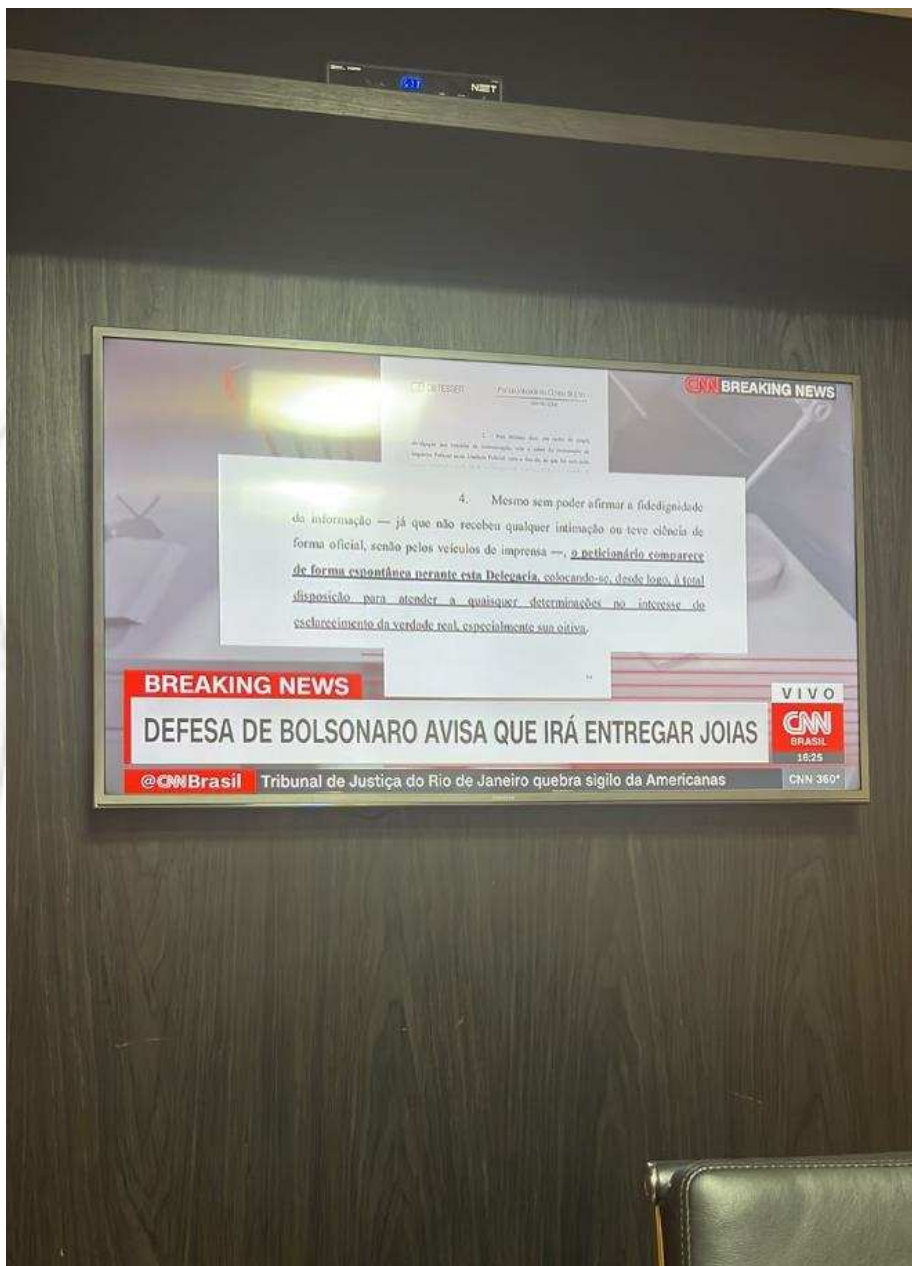 NET
CNN BREAKING NEWS
4. Mesmo sem poder afirmar a fidedignidade
da informação — já que não recebeu qualquer intimação ou teve ciência de
forma oficial, senão pelos veículos de imprensa —, o peticionário comparece
de forma espontânea perante esta Delegacia, colocando-se, desde logo, à total
disposição para atender a quaisquer determinações no interesse do
esclarecimento da verdade real, especialmente sua oitiva.
BREAKING NEWS
DEFESA DE BOLSONARO AVISA QUE IRÁ ENTREGAR JOIAS
VIVO
CNN
BRASIL
16:25
@CNNBrasil Tribunal de Justiça do Rio de Janeiro quebra sigilo da Americanas
CNN 360°